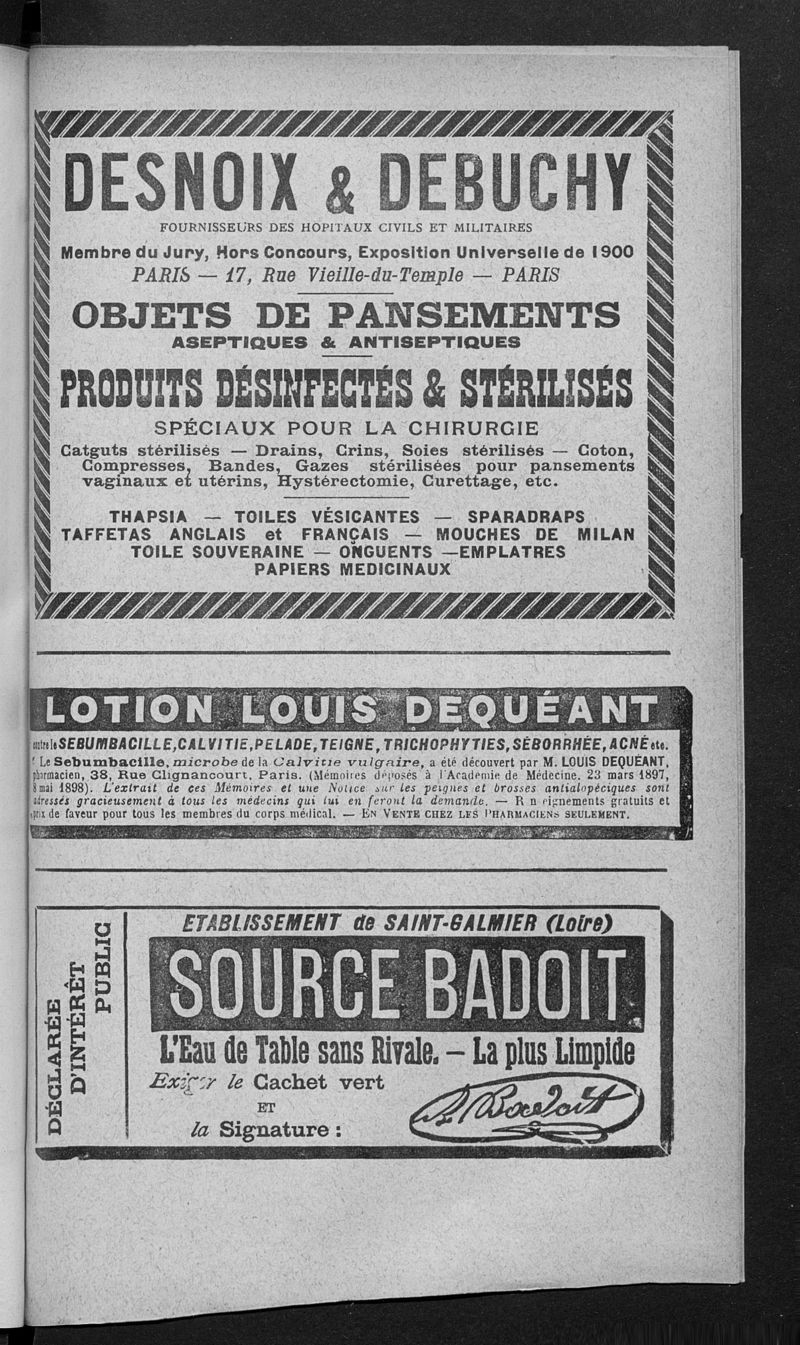 DESNOIX & DEBUCHY
FOURNISSEURS DES HOPITAUX CIVILS ET MILITAIRES
Membre du Jury, Hors Concours, Exposition Universelle de 1900
PARIS — 17, Rue Vieille-du-Temple — PARIS
OBJETS DE PANSEMENTS
ASEPTIQUES & ANTISEPTIQUES
PRODUITS DÉSINFECTÉS & STÉRILISÉS
SPÉCIAUX POUR LA CHIRURGIE
Catguts stérilisés — Drains, Crins, Soies stérilisés — Coton,
Compresses, Bandes, Gazes stérilisées pour pansements
vaginaux et utérins, Hystérectomie, Curettage, etc.
THAPSIA — TOILES VÉSICANTES — SPARADRAPS
TAFFETAS ANGLAIS et FRANÇAIS — MOUCHES DE MILAN
TOILE SOUVERAINE — ONGUENTS —EMPLATRES
PAPIERS MEDICINAUX
LOTION LOUIS DEQUÉANT
contre le SEBUMBACILLE, CALVITIE, PELADE, TEIGNE, TRICHOPHYTIES, SÉBORRHÉE, ACNÉ etc.
Le Sebumbacille, microbe de la Calvitie vulgaire, a été découvert par M. LOUIS DEQUÉANT,
pharmacien, 38, Rue Clignancourt, Paris. (Mémoires déposés à l'Académie de Médecine. 23 mars 1897,
8 mai 1898). L'extrait de ces Mémoires et une Notice sur les peignes et brosses antialopéciques sont
adressés gracieusement à tous les médecins qui lui en feront la demande. — R n eignements gratuits et
prix de faveur pour tous les membres du corps médical. — EN VENTE CHEZ LES PHARMACIENS SEULEMENT.
DÉCLARÉE
D'INTÉRÊT
PUBLIC
ETABLISSEMENT de SAINT-GALMIER (Loire)
SOURCE BADOIT
L'Eau de Table sans Rivale. — La plus Limpide
Exiger le Cachet vert
ET
la Signature :
Badoit